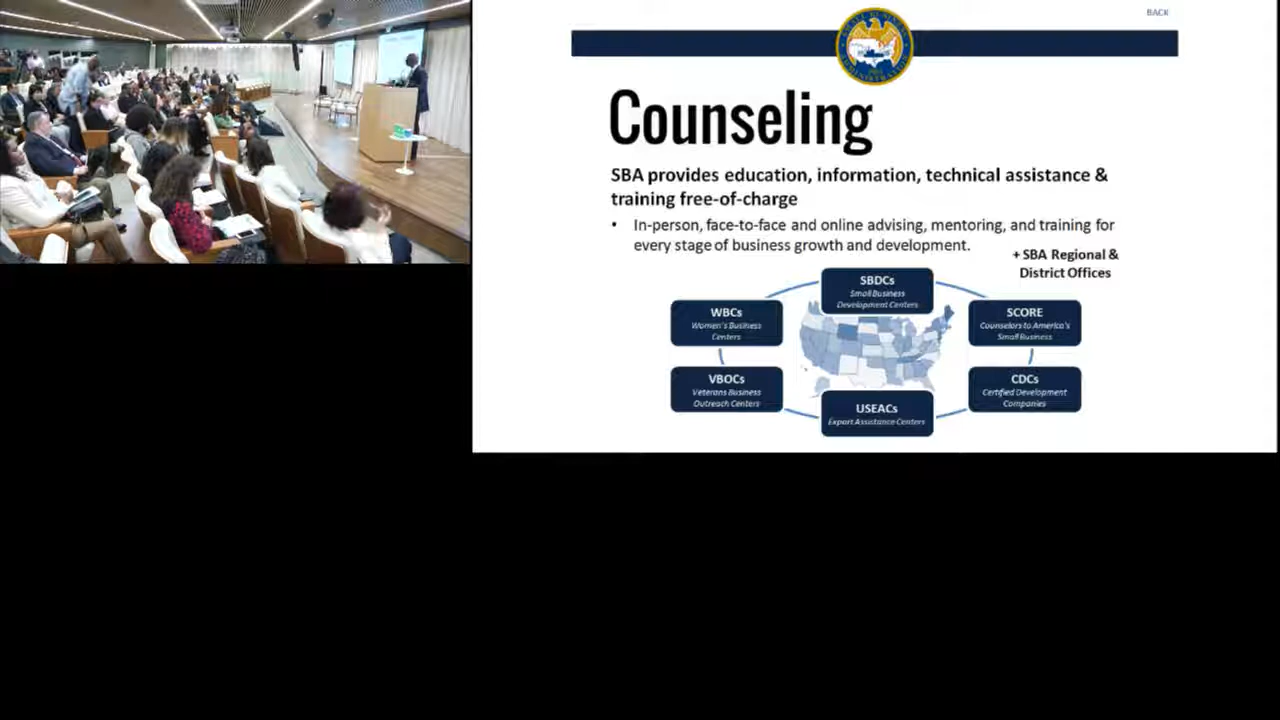 BACK
Counseling
SBA provides education, information, technical assistance &
training free-of-charge
• In-person, face-to-face and online advising, mentoring, and training for
every stage of business growth and development.
+ SBA Regional &
District Offices
SBDCs
Small Business
Development Centers
WBCs
Women's Business
Centers
SCORE
Counselors to America's
Small Business
VBOCs
Veterans Business
Outreach Centers
CDCs
Certified Development
Companies
USEACs
Export Assistance Centers